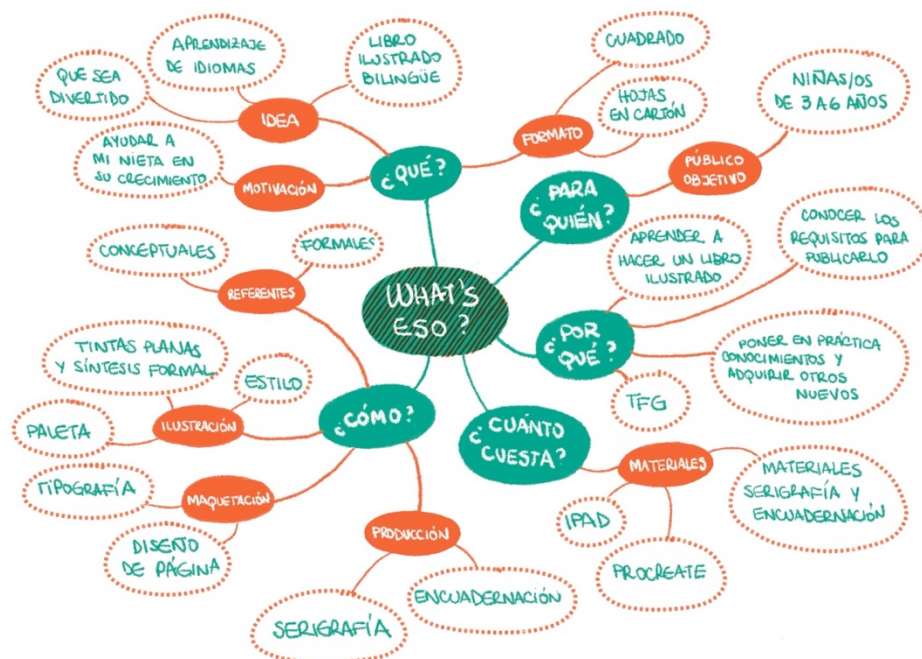 WHAT'S
ESO?
¿QUÉ?
IDEA
QUE SEA
DIVERTIDO
APRENDIZAJE
DE IDIOMAS
LIBRO
ILUSTRADO
BILINGÜE
MOTIVACIÓN
AYUDAR A
MI NIETA EN
SU CRECIMIENTO
FORMATO
CUADRADO
HOJAS
EN CARTÓN
¿PARA
QUIÉN?
PÚBLICO
OBJETIVO
NIÑAS/OS
DE 3 A 6 AÑOS
¿POR
QUÉ?
APRENDER A
HACER UN LIBRO
ILUSTRADO
CONOCER LOS
REQUISITOS PARA
PUBLICARLO
PONER EN PRÁCTICA
CONOCIMIENTOS Y
ADQUIRIR OTROS
NUEVOS
TFG
¿CUÁNTO
CUESTA?
MATERIALES
IPAD
PROCREATE
MATERIALES
SERIGRAFÍA Y
ENCUADERNACIÓN
¿CÓMO?
REFERENTES
CONCEPTUALES
FORMALES
ILUSTRACIÓN
TINTAS PLANAS
Y SÍNTESIS FORMAL
ESTILO
PALETA
MAQUETACIÓN
TIPOGRAFÍA
DISEÑO
DE PÁGINA
PRODUCCIÓN
SERIGRAFÍA
ENCUADERNACIÓN